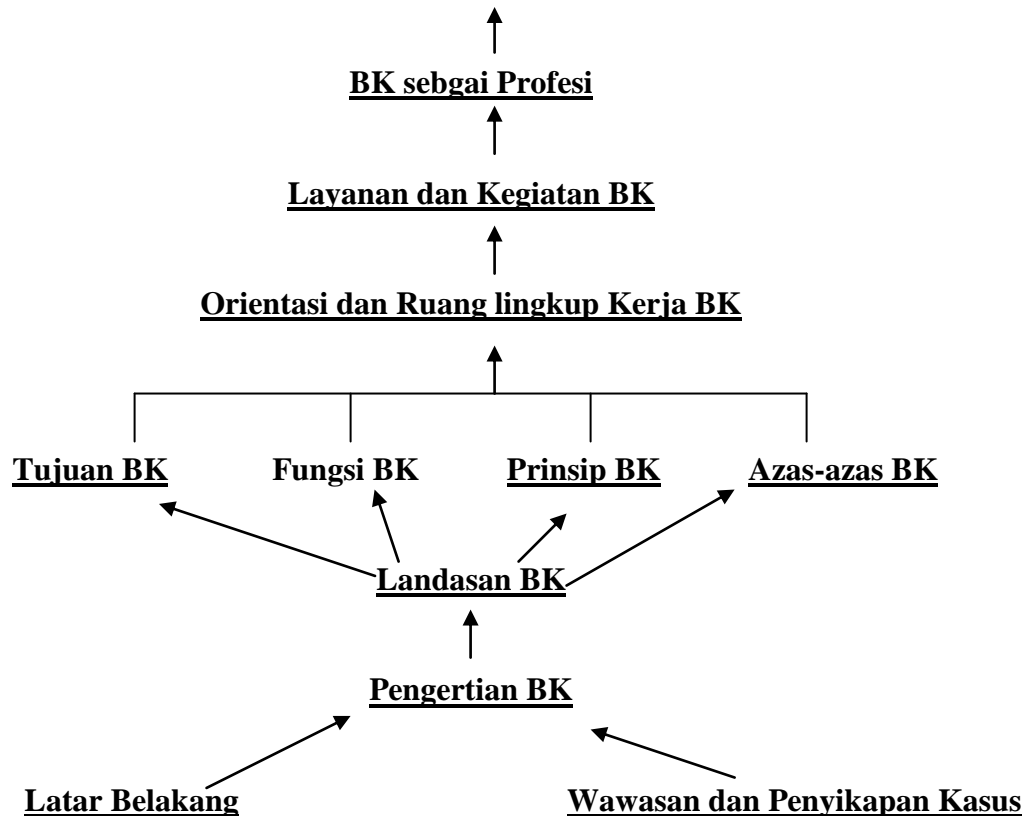 BK sebgai Profesi
Layanan dan Kegiatan BK
Orientasi dan Ruang lingkup Kerja BK
Tujuan BK Fungsi BK Prinsip BK Azas-azas BK
Landasan BK
Pengertian BK
Latar Belakang Wawasan dan Penyikapan Kasus